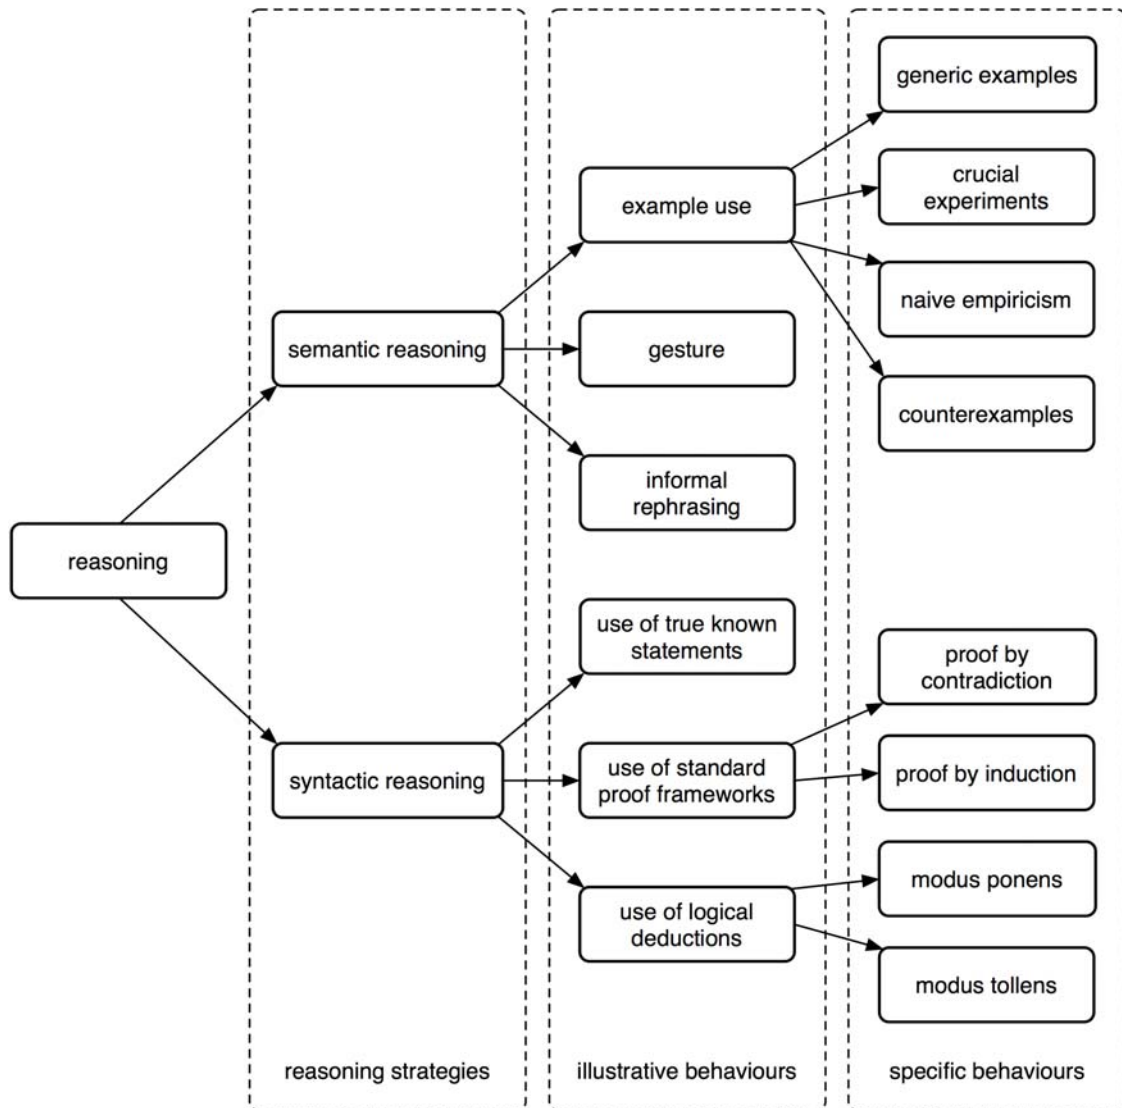 generic examples
crucial
experiments
example use
naive empiricism
semantic reasoning
gesture
counterexamples
informal
rephrasing
reasoning
use of true known
statements
proof by
contradiction
syntactic reasoning
use of standard
proof frameworks
proof by induction
modus ponens
use of logical
deductions
modus tollens
reasoning strategies
illustrative behaviours
specific behaviours